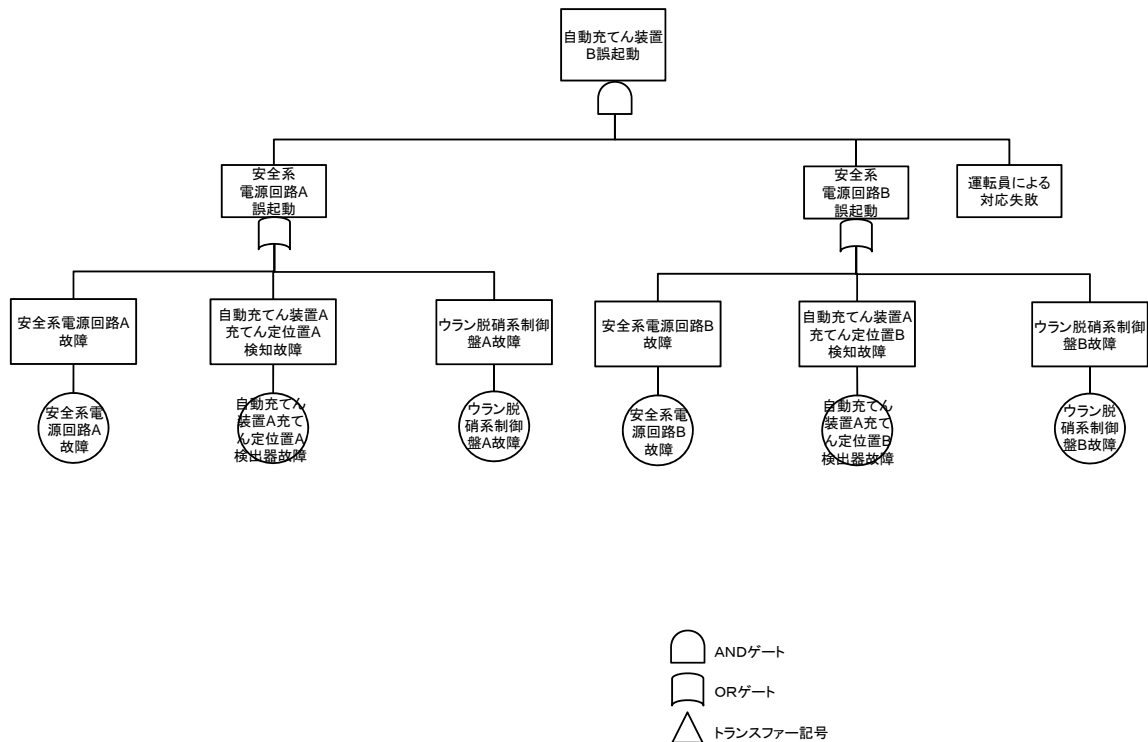 自動充てん装置
B誤起動
安全系
電源回路A
誤起動
安全系
電源回路B
誤起動
運転員による
対応失敗
安全系電源回路A
故障
自動充てん装置A
充てん定位置A
検知故障
ウラン脱硝系制御
盤A故障
安全系電源回路B
故障
自動充てん装置A
充てん定位置B
検知故障
ウラン脱硝系制御
盤B故障
安全系電
源回路A
故障
自動充てん
装置A充て
ん定位置A
検出器故障
ウラン脱
硝系制御
盤A故障
安全系電
源回路B
故障
自動充てん
装置A充て
ん定位置B
検出器故障
ウラン脱
硝系制御
盤B故障
ANDゲート
ORゲート
トランスファー記号